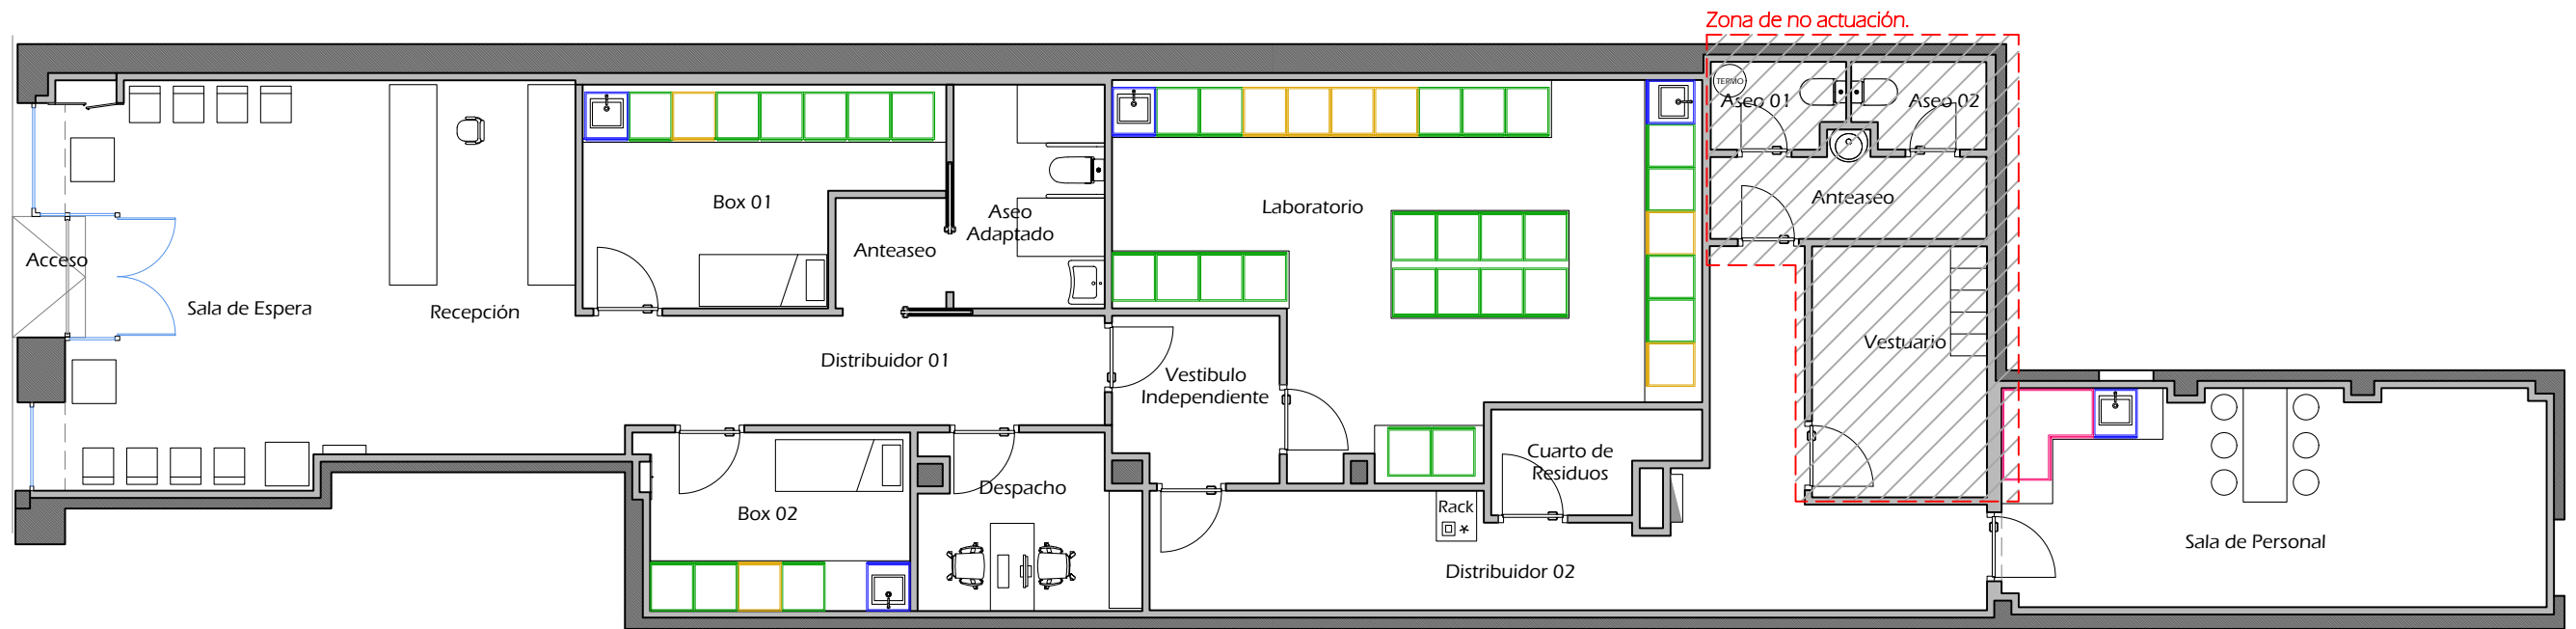 Zona de no actuación.
TERMO
Aseo 01
Aseo 02
Box 01
Aseo
Adaptado
Laboratorio
Anteaseo
Anteaseo
Acceso
Sala de Espera
Recepción
Distribuidor 01
Vestibulo
Independiente
Vestuario
Cuarto de
Residuos
Despacho
Box 02
Rack
Sala de Personal
Distribuidor 02